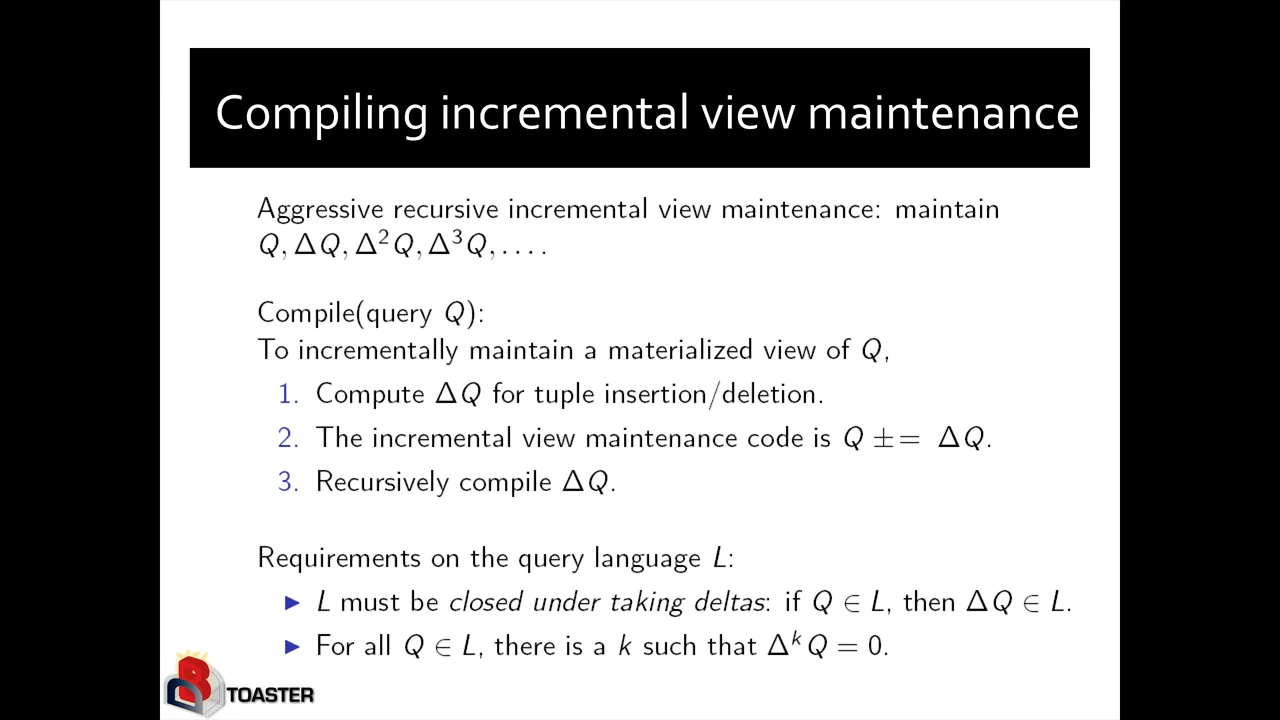 Compiling incremental view maintenance
Aggressive recursive incremental view maintenance: maintain
Q, ΔQ, Δ²Q, Δ³Q, . . . .
Compile(query Q):
To incrementally maintain a materialized view of Q,
1. Compute ΔQ for tuple insertion/deletion.
2. The incremental view maintenance code is Q ±= ΔQ.
3. Recursively compile ΔQ.
Requirements on the query language L:
▶ L must be closed under taking deltas: if Q ∈ L, then ΔQ ∈ L.
▶ For all Q ∈ L, there is a k such that ΔᵏQ = 0.
DB TOASTER